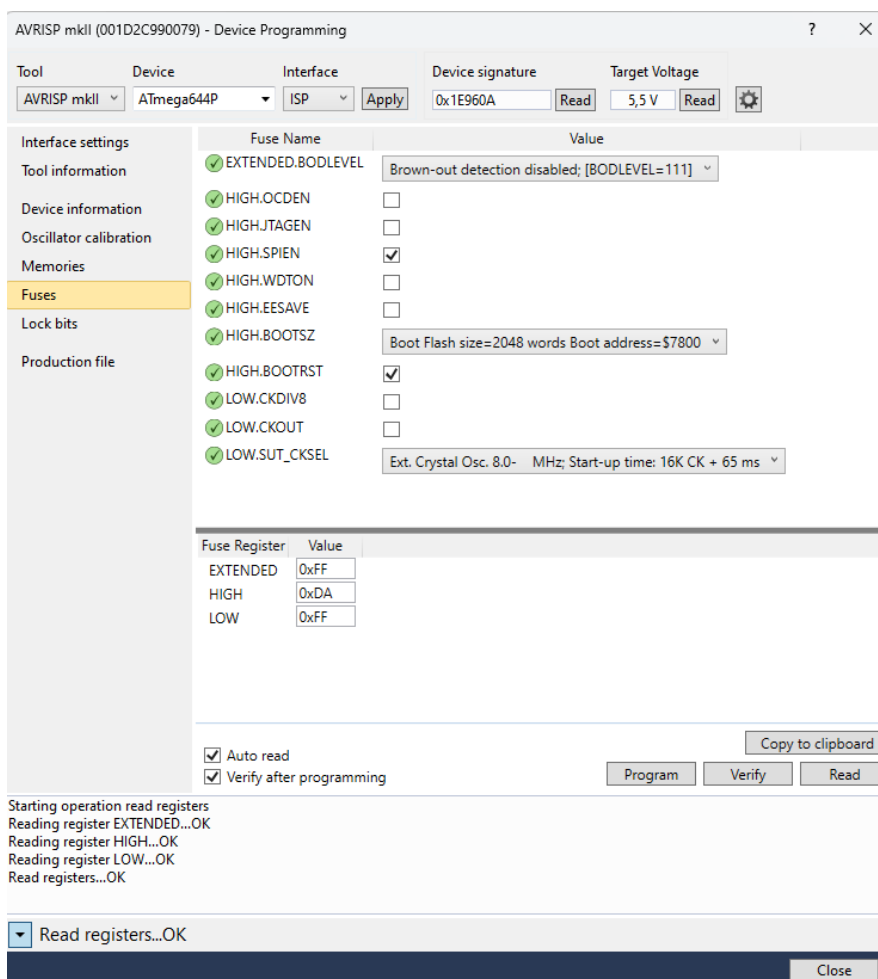 AVRISP mkII (001D2C990079) - Device Programming ?
Tool Device Interface Device signature Target Voltage
AVRISP mkII ATmega644P ISP Apply 0x1E960A Read 5,5 V Read
Interface settings
Tool information
Device information
Oscillator calibration
Memories
Fuses
Lock bits
Production file
Fuse Name Value
EXTENDED.BODLEVEL Brown-out detection disabled; [BODLEVEL=111]
HIGH.OCDEN
HIGH.JTAGEN
HIGH.SPIEN
HIGH.WDTON
HIGH.EESAVE
HIGH.BOOTSZ Boot Flash size=2048 words Boot address=$7800
HIGH.BOOTRST
LOW.CKDIV8
LOW.CKOUT
LOW.SUT_CKSEL Ext. Crystal Osc. 8.0- MHz; Start-up time: 16K CK + 65 ms
Fuse Register Value
EXTENDED 0xFF
HIGH 0xDA
LOW 0xFF
Copy to clipboard
Auto read
Verify after programming
Program Verify Read
Starting operation read registers
Reading register EXTENDED...OK
Reading register HIGH...OK
Reading register LOW...OK
Read registers...OK
Read registers...OK
Close